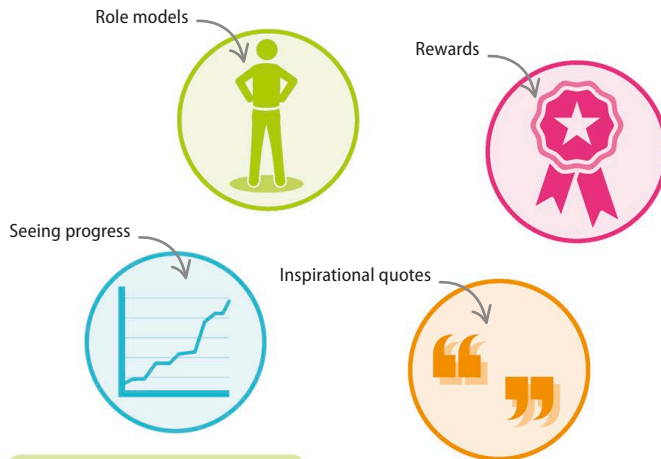 Role models
Rewards
Seeing progress
Inspirational quotes